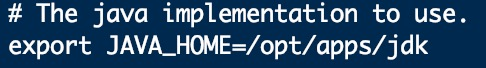 # The java implementation to use.
export JAVA_HOME=/opt/apps/jdk